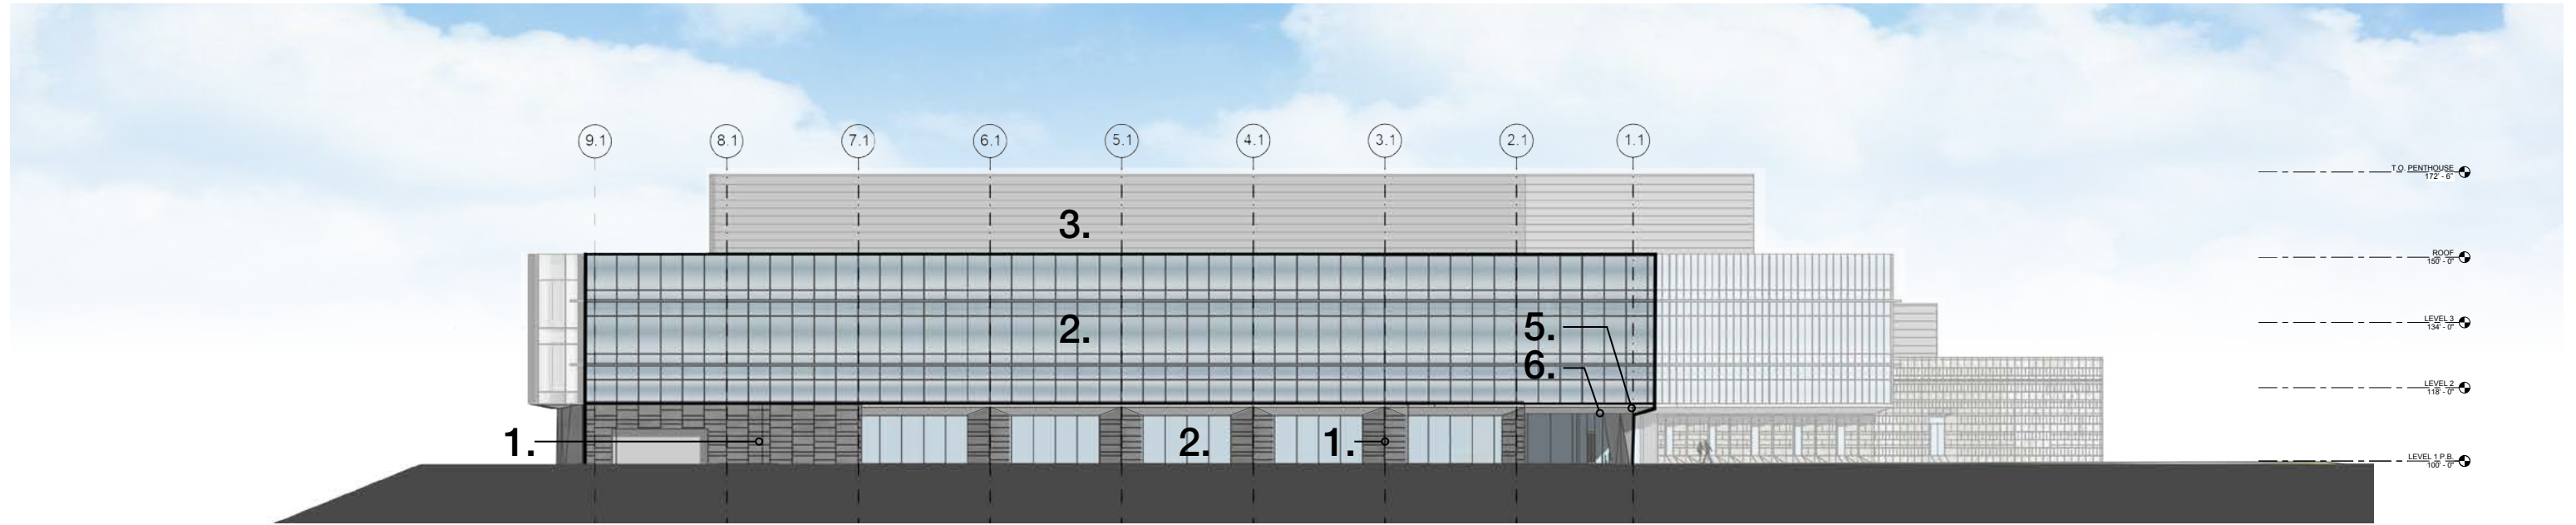 9.1
8.1
7.1
6.1
5.1
4.1
3.1
2.1
1.1
T.O. PENTHOUSE
172' - 6"
3.
ROOF
150' - 0"
2.
5.
LEVEL 3
134' - 0"
6.
LEVEL 2
118' - 0"
1.
2.
1.
LEVEL 1 P.B.
100' - 0"